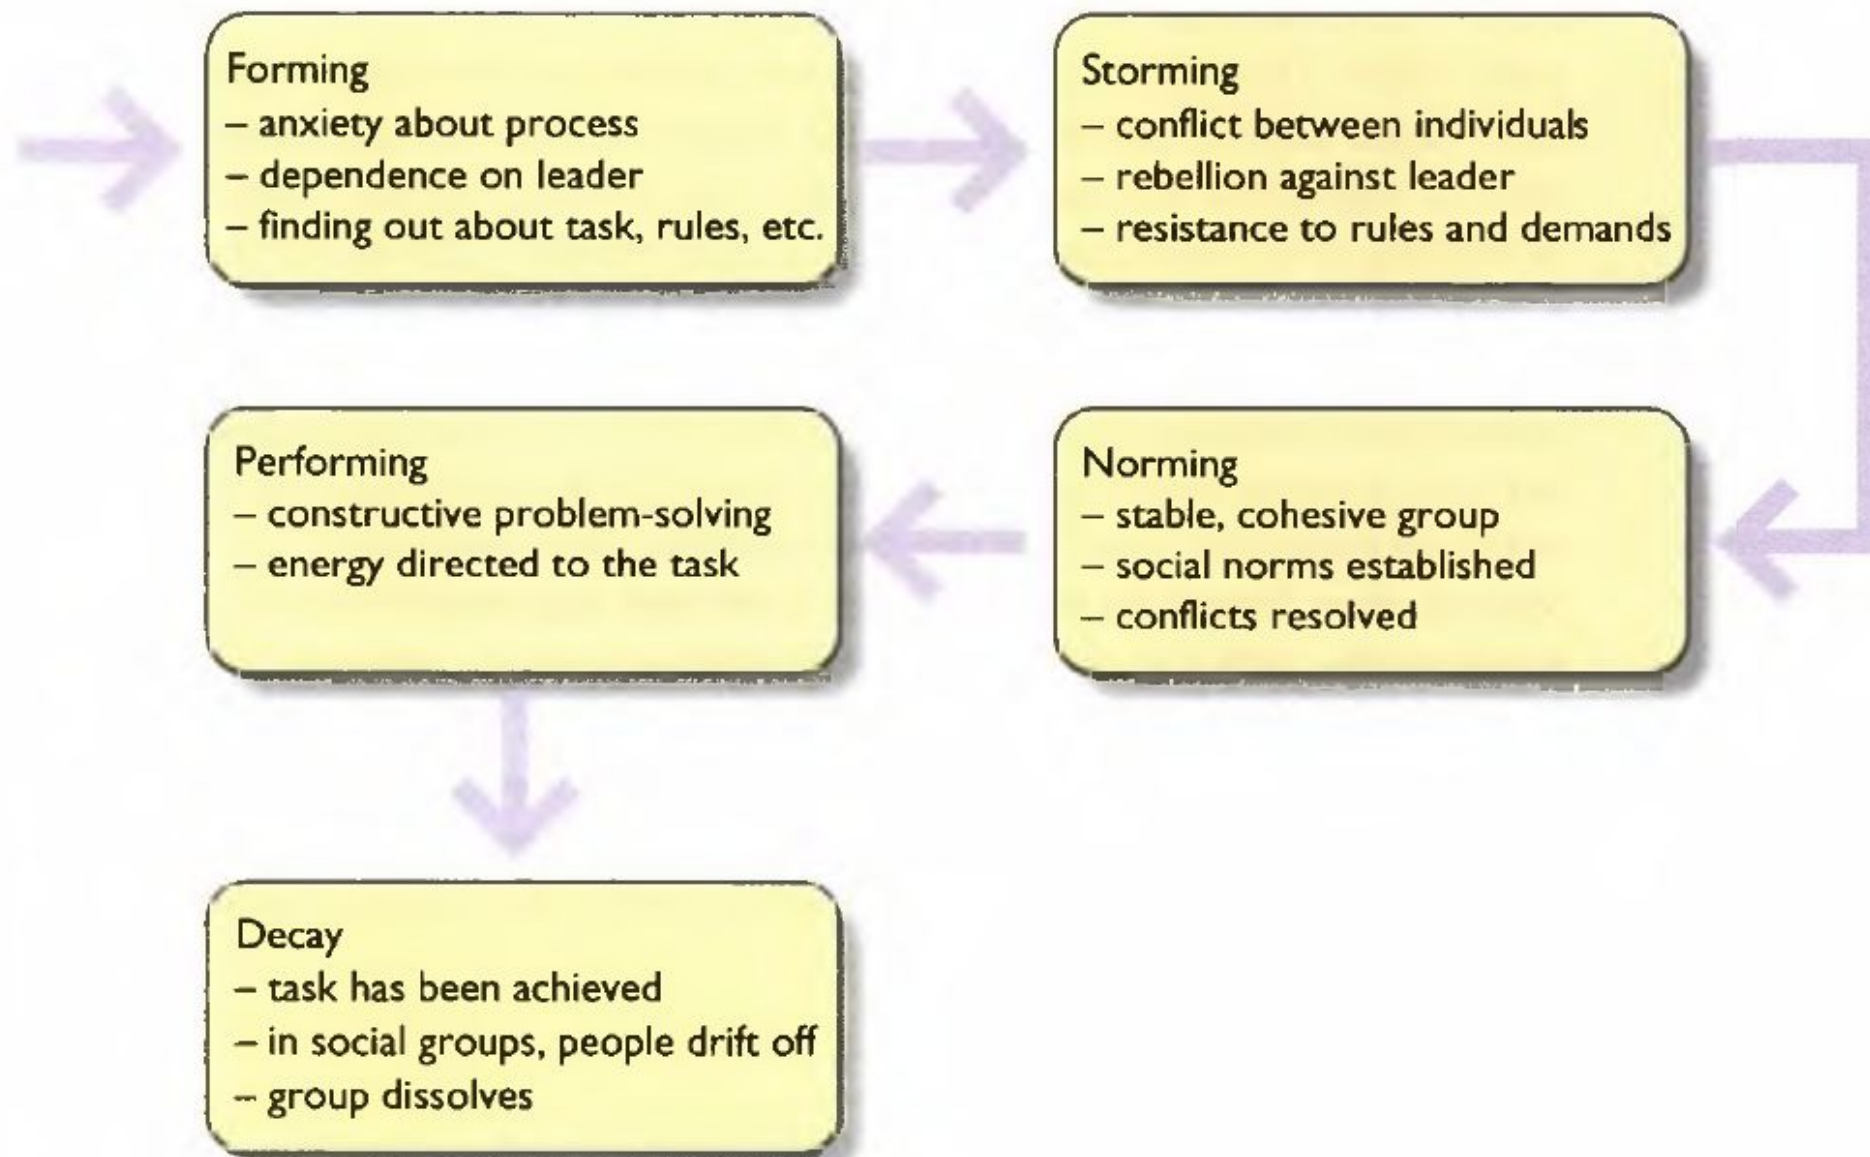 Forming
– anxiety about process
– dependence on leader
– finding out about task, rules, etc.
Storming
– conflict between individuals
– rebellion against leader
– resistance to rules and demands
Norming
– stable, cohesive group
– social norms established
– conflicts resolved
Performing
– constructive problem-solving
– energy directed to the task
Decay
– task has been achieved
– in social groups, people drift off
– group dissolves